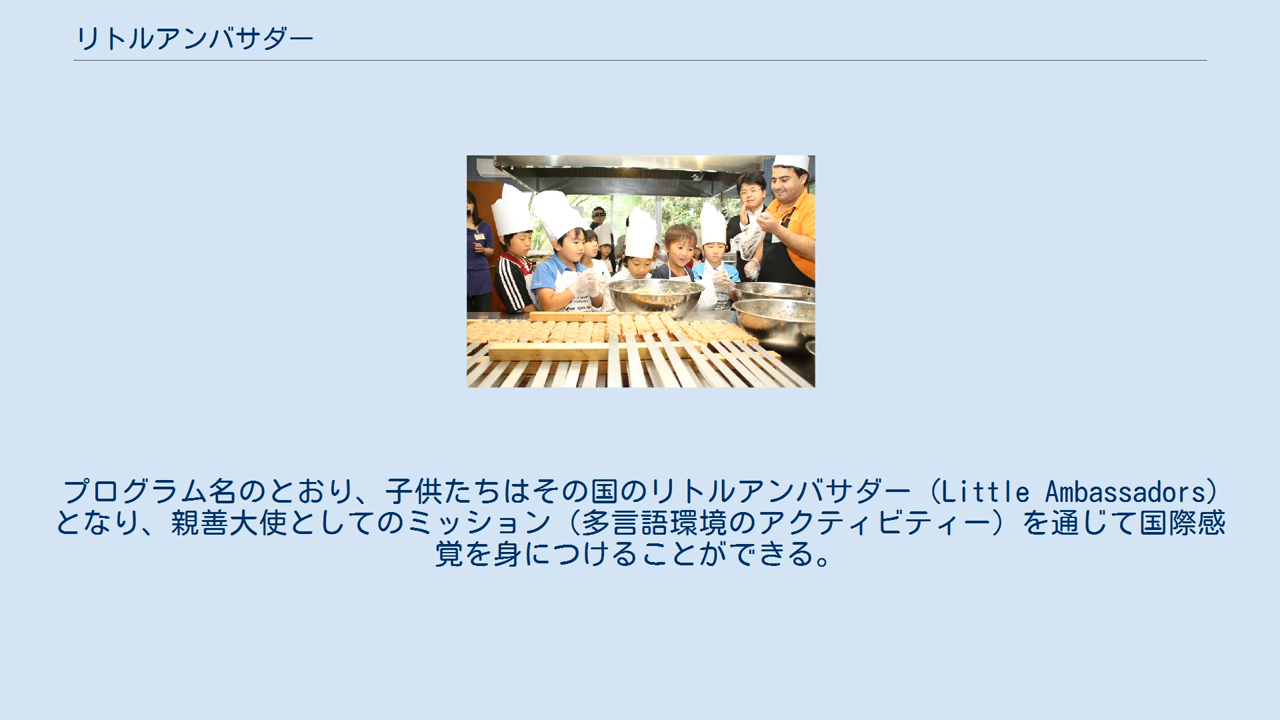 リトルアンバサダー
プログラム名のとおり、子供たちはその国のリトルアンバサダー（Little Ambassadors）
となり、親善大使としてのミッション（多言語環境のアクティビティー）を通じて国際感
覚を身につけることができる。